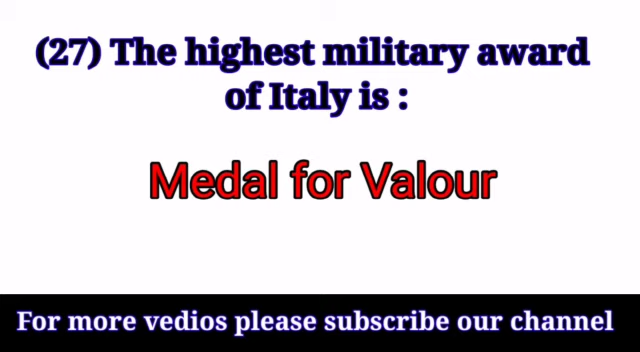 (27) The highest military award
of Italy is :
Medal for Valour
For more vedios please subscribe our channel